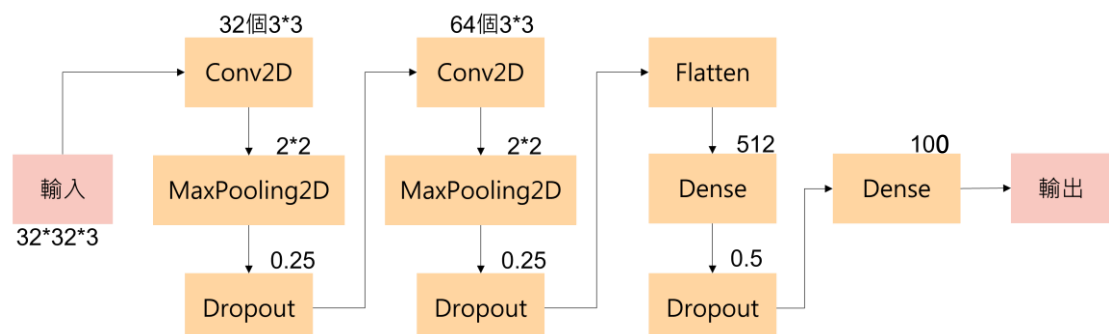 輸入
32*32*3
32個3*3
Conv2D
2*2
MaxPooling2D
0.25
Dropout
64個3*3
Conv2D
2*2
MaxPooling2D
0.25
Dropout
Flatten
512
Dense
0.5
Dropout
100
Dense
輸出